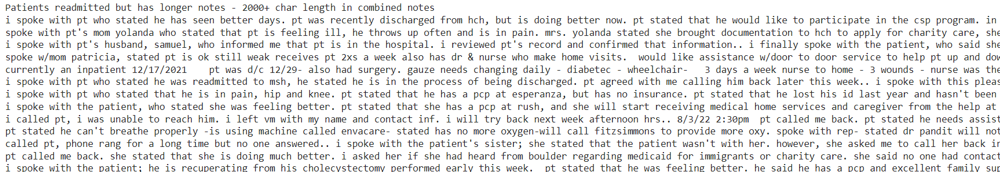 Patients readmitted but has longer notes - 2000+ char length in combined notes
i spoke with pt who stated he has seen better days. pt was recently discharged from hch, but is doing better now. pt stated that he would like to participate in the csp program. in
spoke with pt's mom yolanda who stated that pt is feeling ill, he throws up often and is in pain. mrs. yolanda stated she brought documentation to hch to apply for charity care, she
i spoke with pt's husband, samuel, who informed me that pt is in the hospital. i reviewed pt's record and confirmed that information.. i finally spoke with the patient, who said she
spoke w/mom patricia, stated pt is ok still weak receives pt 2xs a week also has dr & nurse who make home visits.  would like assistance w/door to door service to help pt up and dow
currently an inpatient 12/17/2021    pt was d/c 12/29- also had surgery. gauze needs changing daily - diabetec - wheelchair-   3 days a week nurse to home - 3 wounds - nurse was the
i spoke with pt who stated he was readmitted to msh, he stated he is in the process of being discharged. pt agreed with me calling him back later this week.. i spoke with this pleas
i spoke with pt who stated that he is in pain, hip and knee. pt stated that he has a pcp at esperanza, but has no insurance. pt stated that he lost his id last year and hasn't been
i spoke with the patient, who stated she was feeling better. pt stated that she has a pcp at rush, and she will start receiving medical home services and caregiver from the help at
i called pt, i was unable to reach him. i left vm with my name and contact inf. i will try back next week afternoon hrs.. 8/3/22 2:30pm  pt called me back. pt stated he needs assist
pt stated he can't breathe properly -is using machine called envacare- stated has no more oxygen-will call fitzsimmons to provide more oxy. spoke with rep- stated dr pandit will not
called pt, phone rang for a long time but no one answered.. i spoke with the patient's sister; she stated that the patient wasn't with her. however, she asked me to call her back in
pt called me back. she stated that she is doing much better. i asked her if she had heard from boulder regarding medicaid for immigrants or charity care. she said no one had contact
i spoke with the patient; he is recuperating from his cholecystectomy performed early this week.  pt stated that he was feeling better. he said he has a pcp and excellent family sup